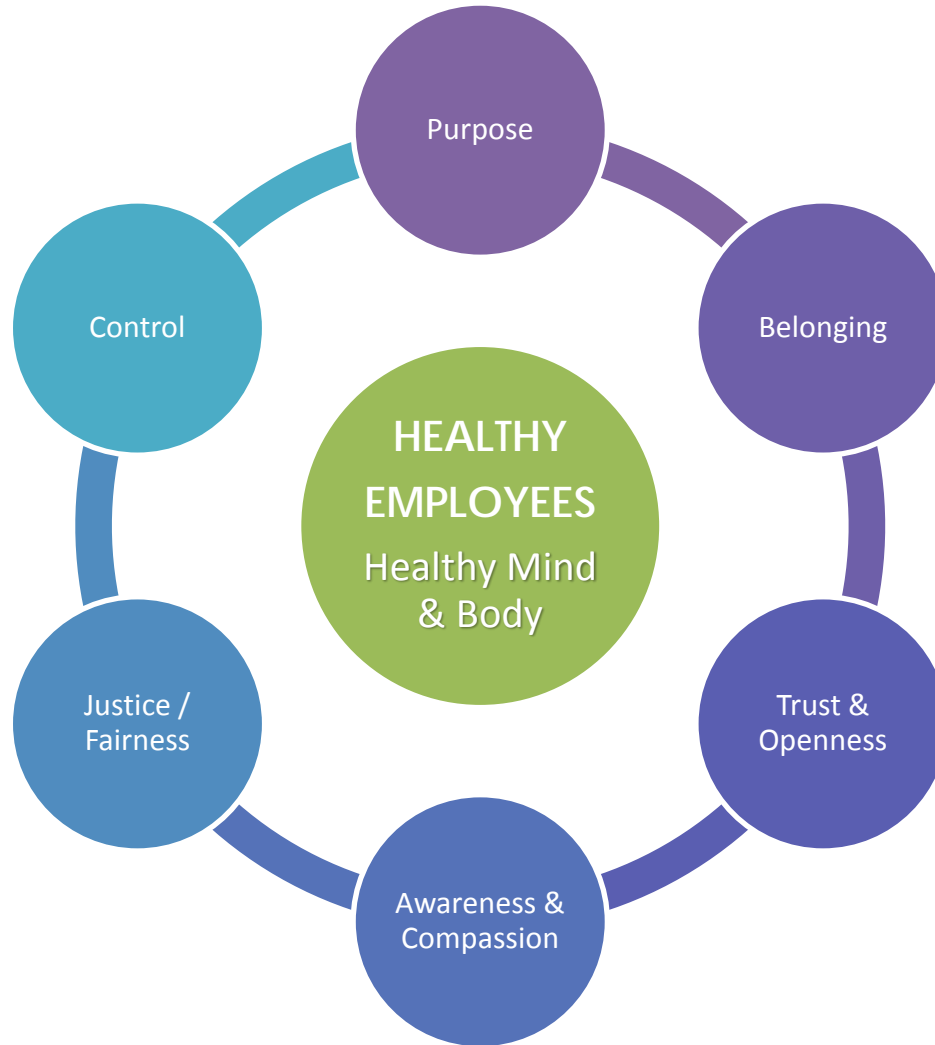 Purpose
Belonging
Control
HEALTHY
EMPLOYEES
Healthy Mind
& Body
Trust &
Openness
Justice /
Fairness
Awareness &
Compassion